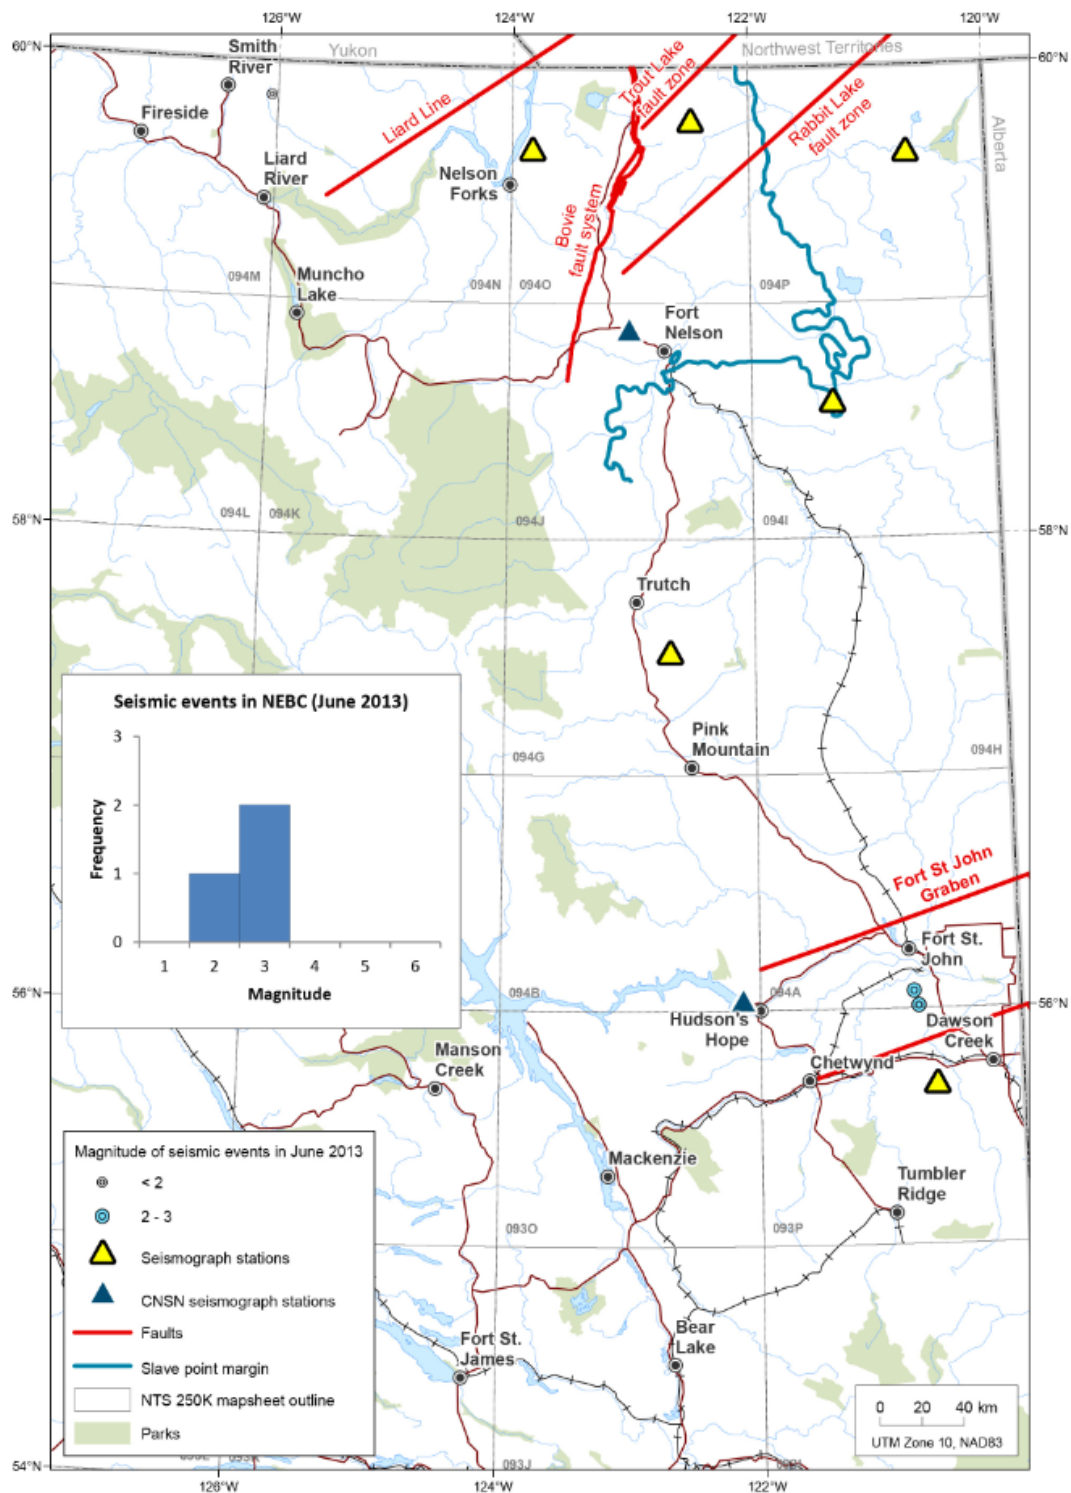 126°W
124°W
122°W
120°W
60°N
60°N
Yukon
Northwest Territories
Smith
River
Fireside
Liard Line
Trout Lake
fault zone
Rabbit Lake
fault zone
Alberta
Liard
River
Nelson
Forks
Bovie
fault system
094M
094N
094O
094P
Muncho
Lake
Fort
Nelson
094L
094K
094J
094I
58°N
58°N
Trutch
Pink
Mountain
094G
094H
Seismic events in NEBC (June 2013)
Frequency
3
2
1
0
1
2
3
4
5
6
Magnitude
Fort St John
Graben
Fort St.
John
56°N
56°N
094B
094A
Hudson's
Hope
Dawson
Creek
Chetwynd
Manson
Creek
Mackenzie
Tumbler
Ridge
093O
093P
Bear
Lake
Fort St.
James
Magnitude of seismic events in June 2013
< 2
2 - 3
Seismograph stations
CNSN seismograph stations
Faults
Slave point margin
NTS 250K mapsheet outline
Parks
0 20 40 km
UTM Zone 10, NAD83
54°N
093J
126°W
124°W
122°W